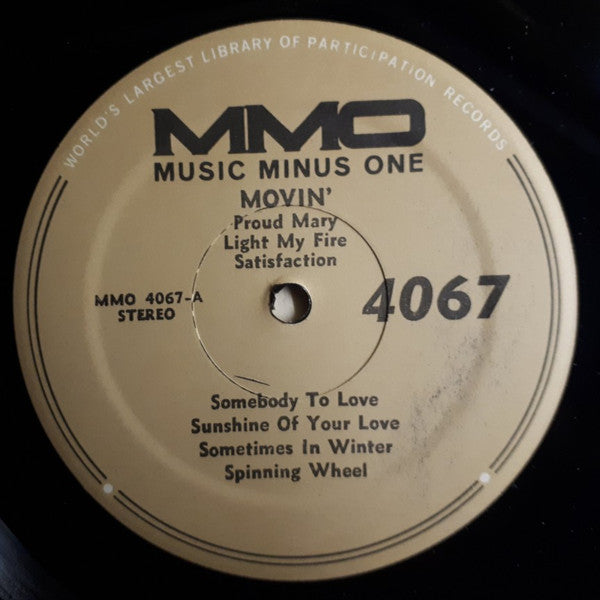 WORLD'S LARGEST LIBRARY OF PARTICIPATION RECORDS
MMO
MUSIC MINUS ONE
MOVIN'
Proud Mary
Light My Fire
Satisfaction
MMO 4067-A
STEREO
4067
Somebody To Love
Sunshine Of Your Love
Sometimes In Winter
Spinning Wheel